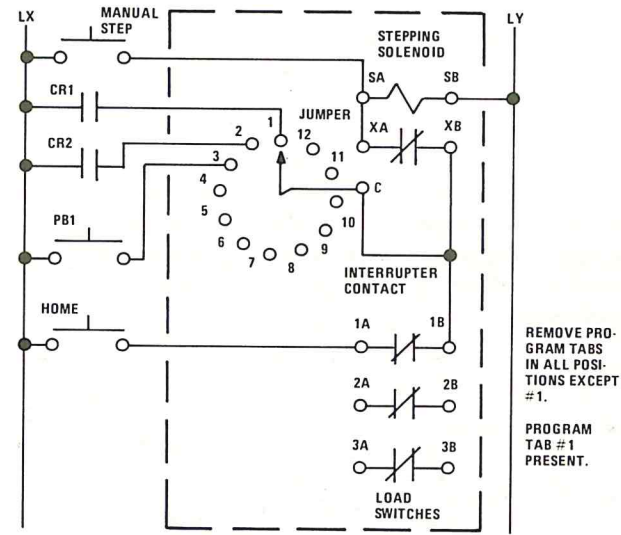 LX
MANUAL
STEP
LY
STEPPING
SOLENOID
SA
SB
CR1
JUMPER
XA
XB
1
12
2
CR2
3
11
4
C
5
10
PB1
6
9
7
8
INTERRUPTER
CONTACT
HOME
1A
1B
2A
2B
3A
3B
LOAD
SWITCHES
REMOVE PRO-
GRAM TABS
IN ALL POSI-
TIONS EXCEPT
#1.
PROGRAM
TAB #1
PRESENT.